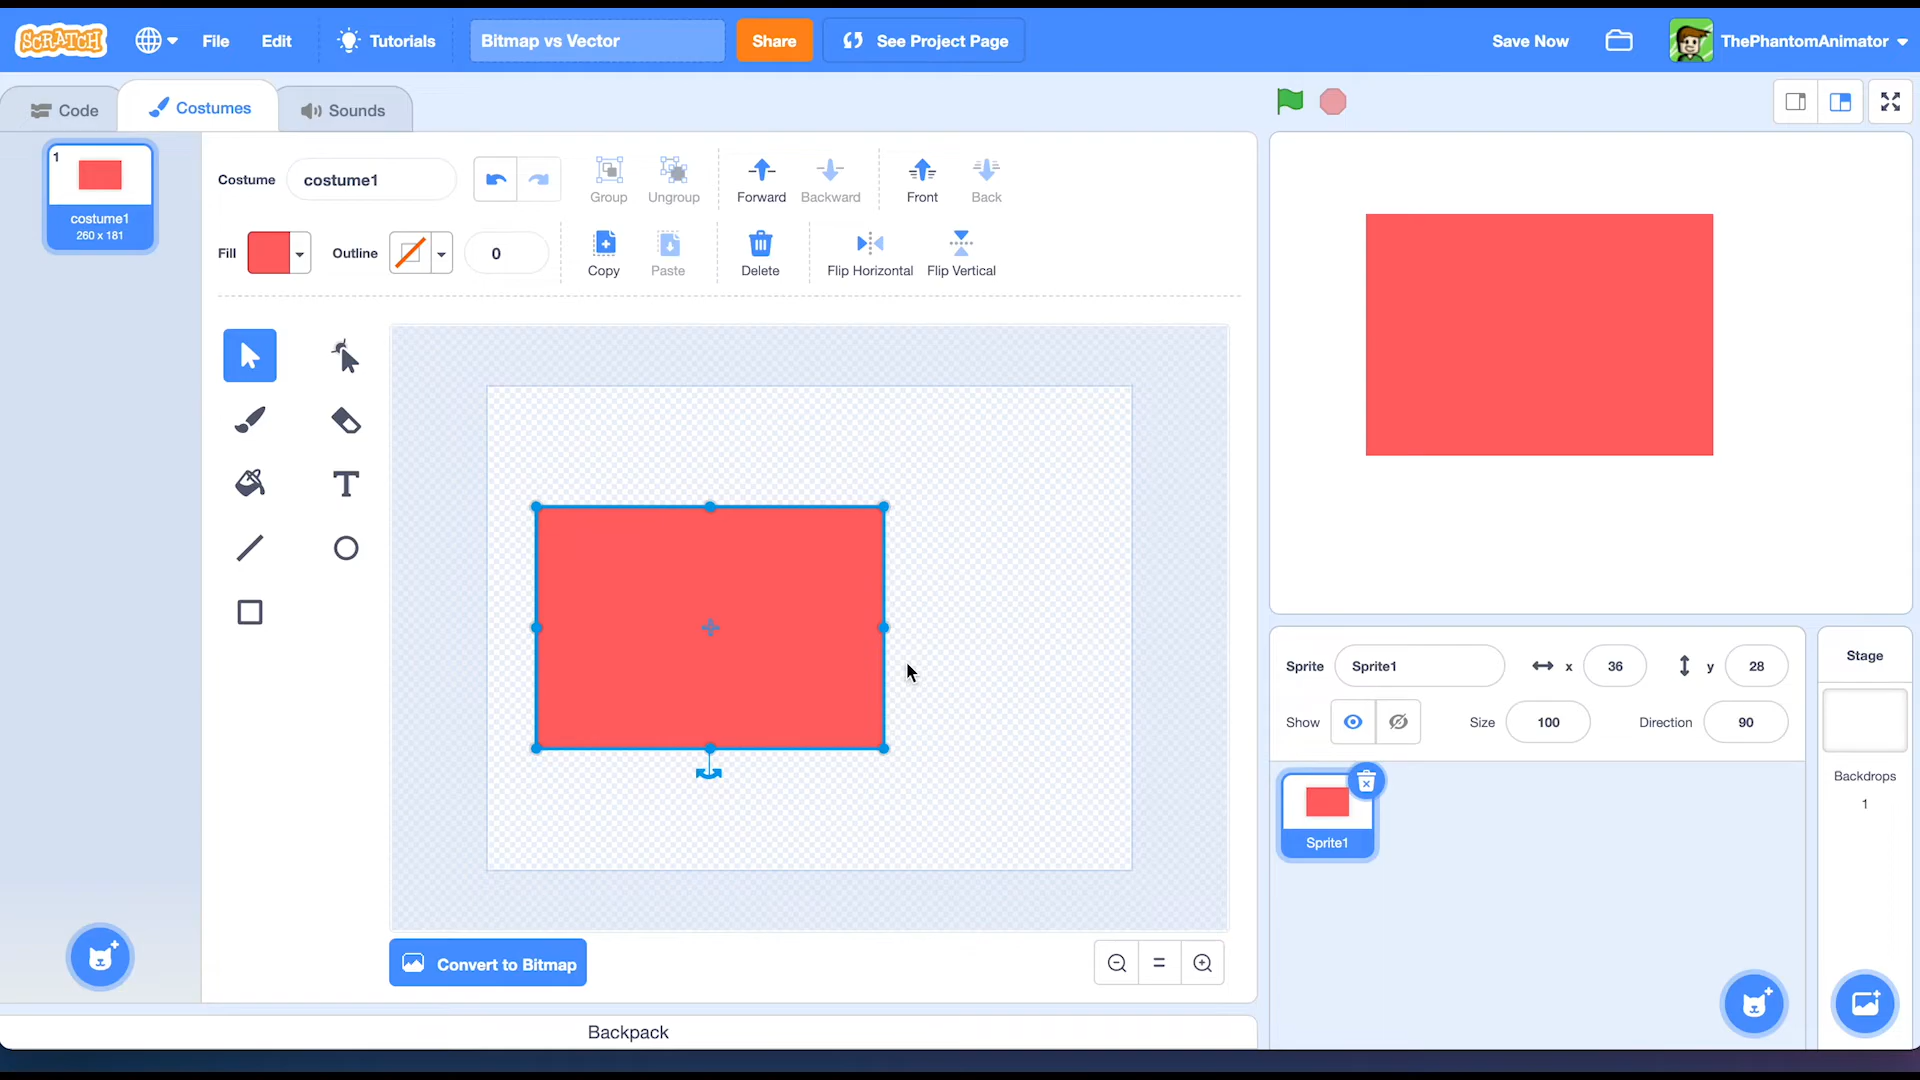 SCRATCH File Edit Tutorials Bitmap vs Vector Share See Project Page Save Now ThePhantomAnimator
Code Costumes Sounds
1
costume1
260 x 181
Costume costume1 Group Ungroup Forward Backward Front Back
Fill Outline 0 Copy Paste Delete Flip Horizontal Flip Vertical
T
Convert to Bitmap =
Backpack
Sprite Sprite1 x 36 y 28
Show Size 100 Direction 90
Sprite1
Stage
Backdrops
1